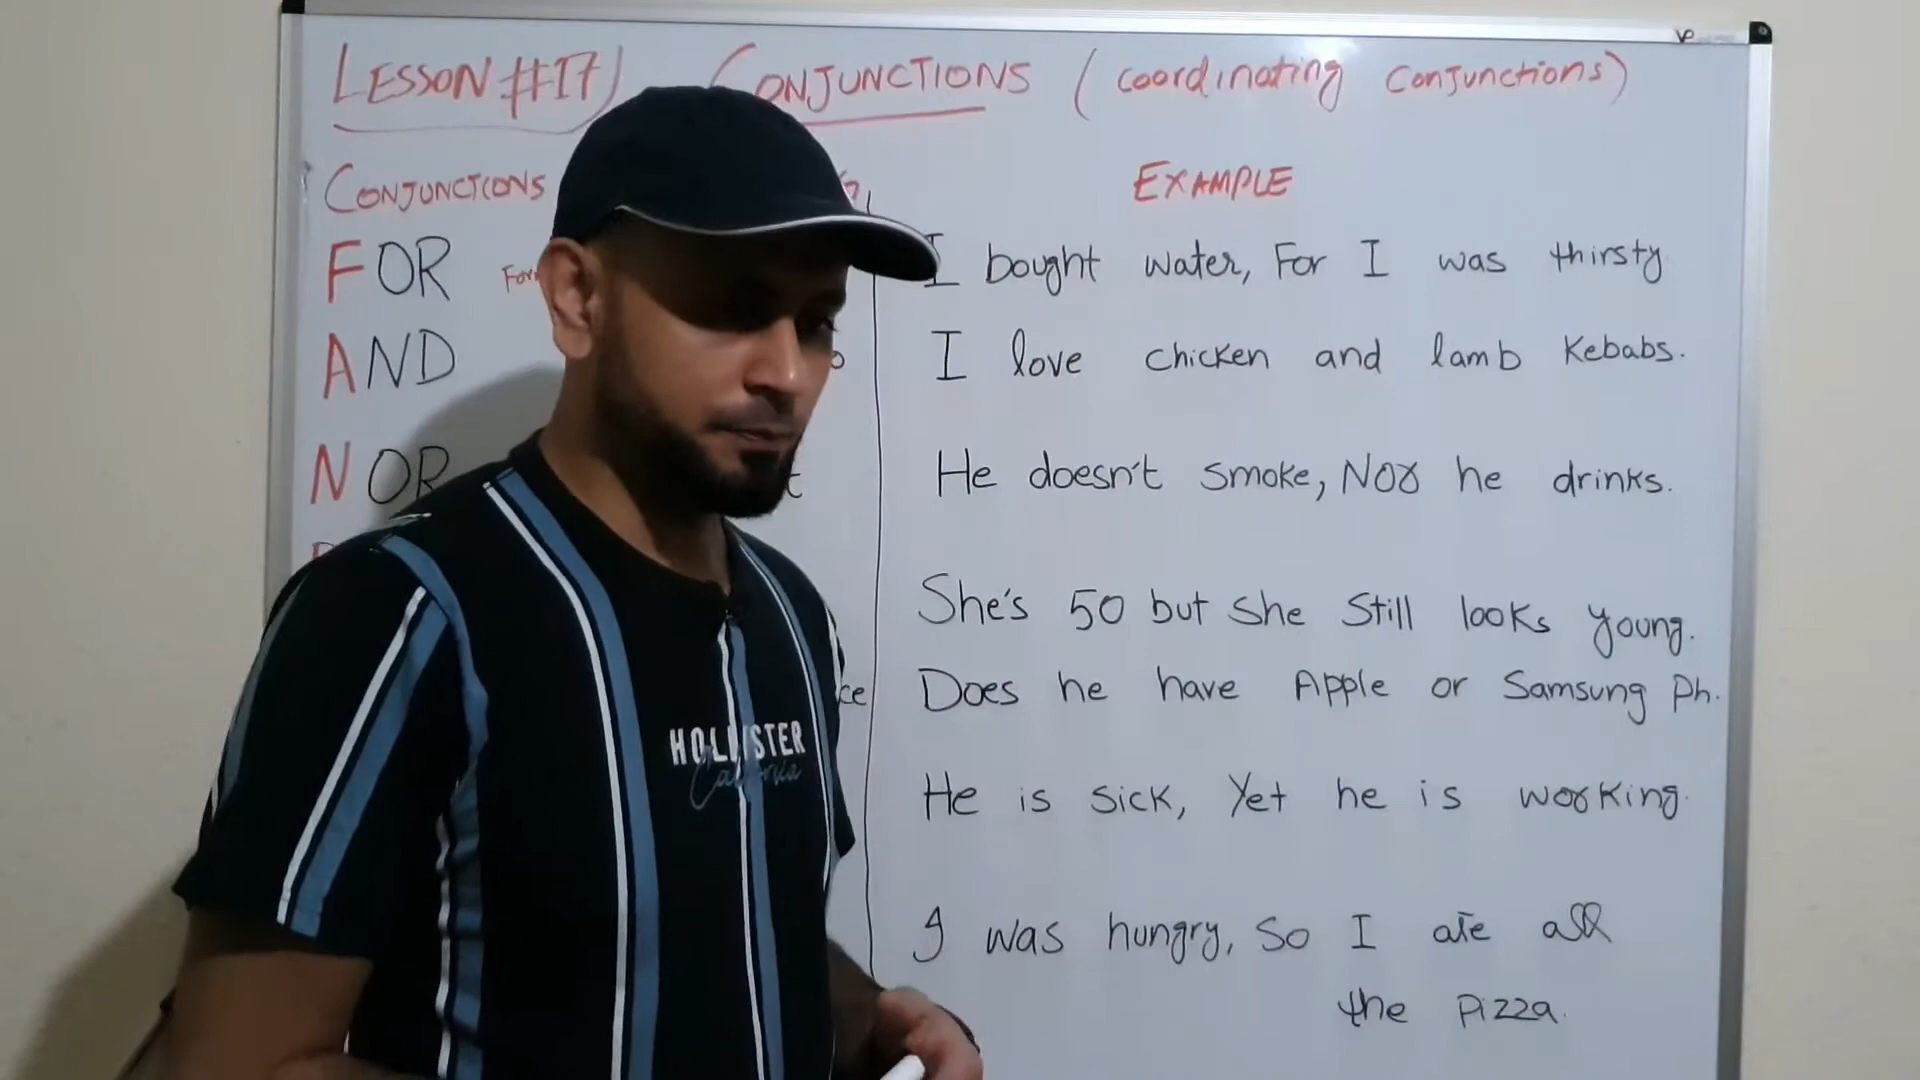 LESSON #17) CONJUNCTIONS (coordinating conjunctions)
CONJUNCTIONS
EXAMPLE
FOR
I bought water, For I was thirsty
AND
I love chicken and lamb Kebabs.
NOR
He doesn't smoke, NOR he drinks.
She's 50 but She Still looks young.
Does he have Apple or Samsung Ph.
He is sick, Yet he is working.
I was hungry, So I ate all
the Pizza.
HOLLISTER
California